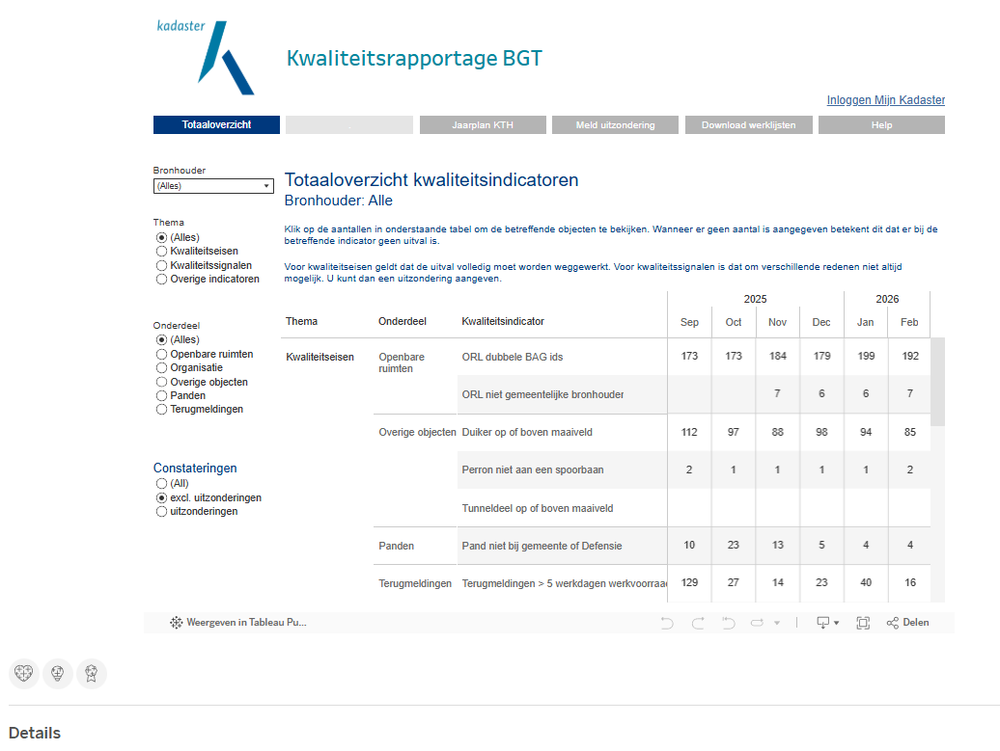 kadaster
Kwaliteitsrapportage BGT
Inloggen Mijn Kadaster
Totaaloverzicht . Jaarplan KTH Meld uitzondering Download werklijsten Help
Bronhouder
(Alles)
Thema
(Alles)
Kwaliteitseisen
Kwaliteitssignalen
Overige indicatoren
Onderdeel
(Alles)
Openbare ruimten
Organisatie
Overige objecten
Panden
Terugmeldingen
Constateringen
(All)
excl. uitzonderingen
uitzonderingen
Totaaloverzicht kwaliteitsindicatoren
Bronhouder: Alle
Klik op de aantallen in onderstaande tabel om de betreffende objecten te bekijken. Wanneer er geen aantal is aangegeven betekent dit dat er bij de
betreffende indicator geen uitval is.
Voor kwaliteitseisen geldt dat de uitval volledig moet worden weggewerkt. Voor kwaliteitssignalen is dat om verschillende redenen niet altijd
mogelijk. U kunt dan een uitzondering aangeven.
2025 2026
Thema Onderdeel Kwaliteitsindicator Sep Oct Nov Dec Jan Feb
Kwaliteitseisen Openbare ORL dubbele BAG ids 173 173 184 179 199 192
ruimten
ORL niet gemeentelijke bronhouder 7 6 6 7
Overige objecten Duiker op of boven maaiveld 112 97 88 98 94 85
Perron niet aan een spoorbaan 2 1 1 1 1 2
Tunneldeel op of boven maaiveld
Panden Pand niet bij gemeente of Defensie 10 23 13 5 4 4
Terugmeldingen Terugmeldingen > 5 werkdagen werkvoorraa 129 27 14 23 40 16
Weergeven in Tableau Pu... Delen
Details